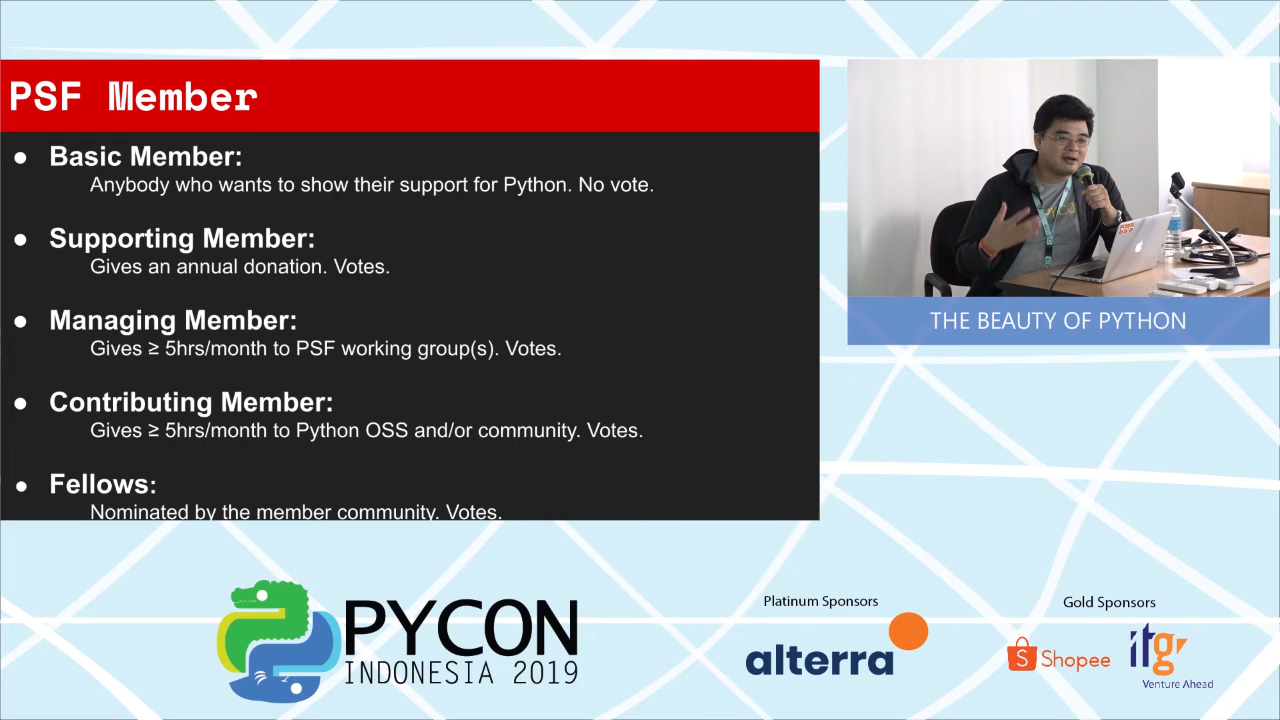 PSF Member
● Basic Member:
Anybody who wants to show their support for Python. No vote.
● Supporting Member:
Gives an annual donation. Votes.
● Managing Member:
Gives ≥ 5hrs/month to PSF working group(s). Votes.
● Contributing Member:
Gives ≥ 5hrs/month to Python OSS and/or community. Votes.
● Fellows:
Nominated by the member community. Votes.
THE BEAUTY OF PYTHON
PYCON
INDONESIA 2019
Platinum Sponsors
alterra
Gold Sponsors
Shopee
itg
Venture Ahead